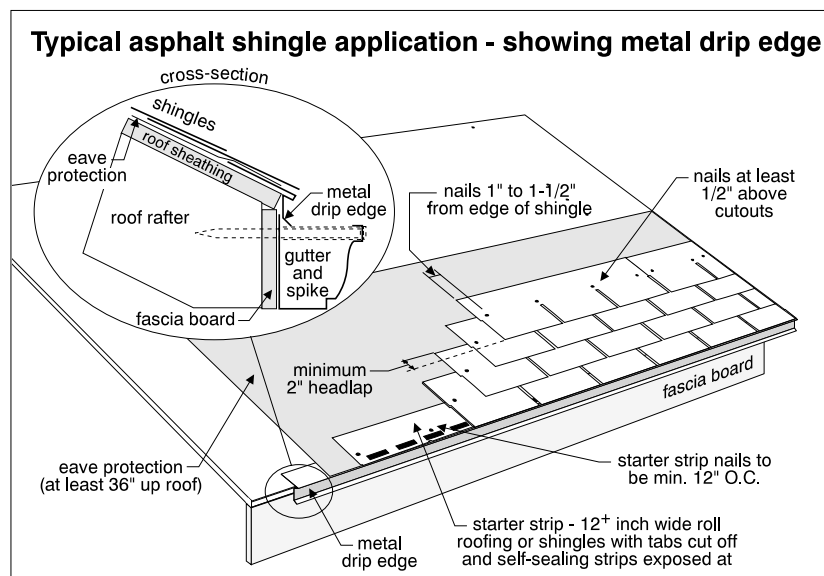 Typical asphalt shingle application - showing metal drip edge
cross-section
shingles
roof sheathing
eave
protection
roof rafter
metal
drip edge
gutter
and
spike
fascia board
nails 1" to 1-1/2"
from edge of shingle
nails at least
1/2" above
cutouts
minimum
2" headlap
fascia board
eave protection
(at least 36" up roof)
starter strip nails to
be min. 12" O.C.
metal
drip edge
starter strip - 12+ inch wide roll
roofing or shingles with tabs cut off
and self-sealing strips exposed at